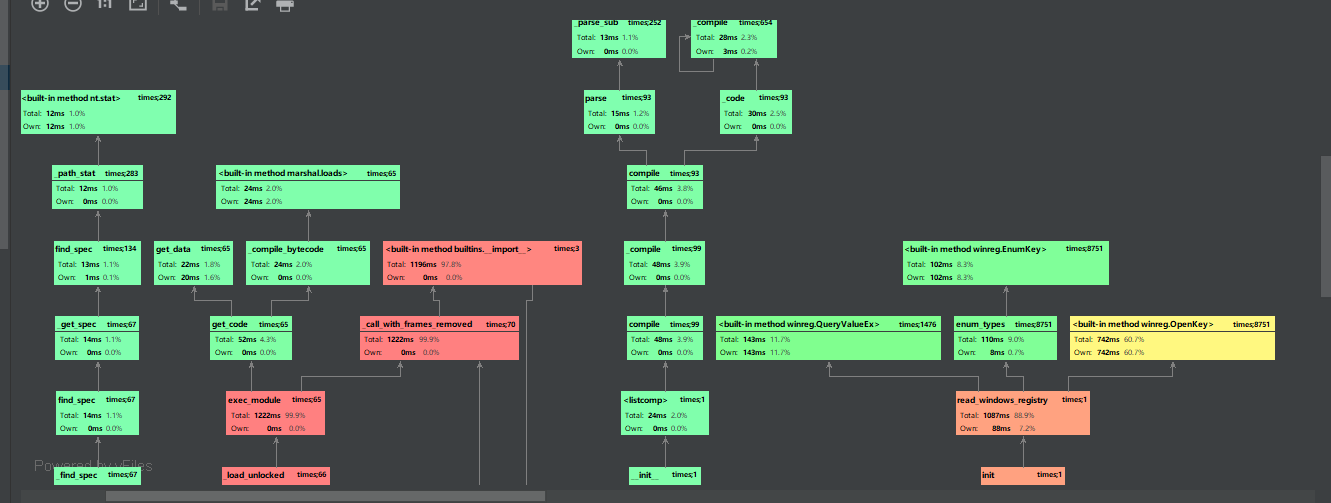 1:1
_parse_sub times;252
Total: 13ms 1.1%
Own: 0ms 0.0%
_compile times;654
Total: 28ms 2.3%
Own: 3ms 0.2%
<built-in method nt.stat> times;292
Total: 12ms 1.0%
Own: 12ms 1.0%
parse times;93
Total: 15ms 1.2%
Own: 0ms 0.0%
_code times;93
Total: 30ms 2.5%
Own: 0ms 0.0%
_path_stat times;283
Total: 12ms 1.0%
Own: 0ms 0.0%
<built-in method marshal.loads> times;65
Total: 24ms 2.0%
Own: 24ms 2.0%
compile times;93
Total: 46ms 3.8%
Own: 0ms 0.0%
find_spec times;134
Total: 13ms 1.1%
Own: 1ms 0.1%
get_data times;65
Total: 22ms 1.8%
Own: 20ms 1.6%
_compile_bytecode times;65
Total: 24ms 2.0%
Own: 0ms 0.0%
<built-in method builtins.__import__> times;3
Total: 1196ms 97.8%
Own: 0ms 0.0%
_compile times;99
Total: 48ms 3.9%
Own: 0ms 0.0%
<built-in method winreg.EnumKey> times;8751
Total: 102ms 8.3%
Own: 102ms 8.3%
_get_spec times;67
Total: 14ms 1.1%
Own: 0ms 0.0%
get_code times;65
Total: 52ms 4.3%
Own: 0ms 0.0%
_call_with_frames_removed times;70
Total: 1222ms 99.9%
Own: 0ms 0.0%
compile times;99
Total: 48ms 3.9%
Own: 0ms 0.0%
<built-in method winreg.QueryValueEx> times;1476
Total: 143ms 11.7%
Own: 143ms 11.7%
enum_types times;8751
Total: 110ms 9.0%
Own: 8ms 0.7%
<built-in method winreg.OpenKey> times;8751
Total: 742ms 60.7%
Own: 742ms 60.7%
find_spec times;67
Total: 14ms 1.1%
Own: 0ms 0.0%
exec_module times;65
Total: 1222ms 99.9%
Own: 0ms 0.0%
<listcomp> times;1
Total: 24ms 2.0%
Own: 0ms 0.0%
read_windows_registry times;1
Total: 1087ms 88.9%
Own: 88ms 7.2%
Powered by yFiles
_find_spec times;67
_load_unlocked times;66
__init__ times;1
init times;1